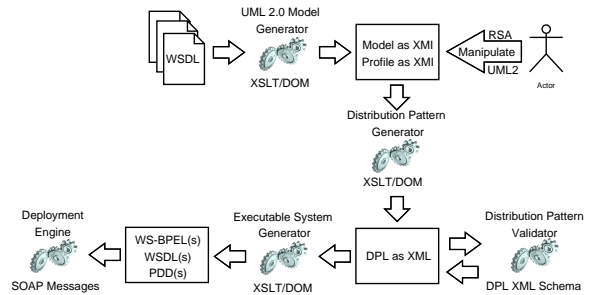 UML 2.0 Model
Generator
XSLT/DOM
WSDL
Model as XMI
Profile as XMI
RSA
Manipulate
UML2
Actor
Distribution Pattern
Generator
XSLT/DOM
Deployment
Engine
SOAP Messages
WS-BPEL(s)
WSDL(s)
PDD(s)
Executable System
Generator
XSLT/DOM
DPL as XML
Distribution Pattern
Validator
DPL XML Schema